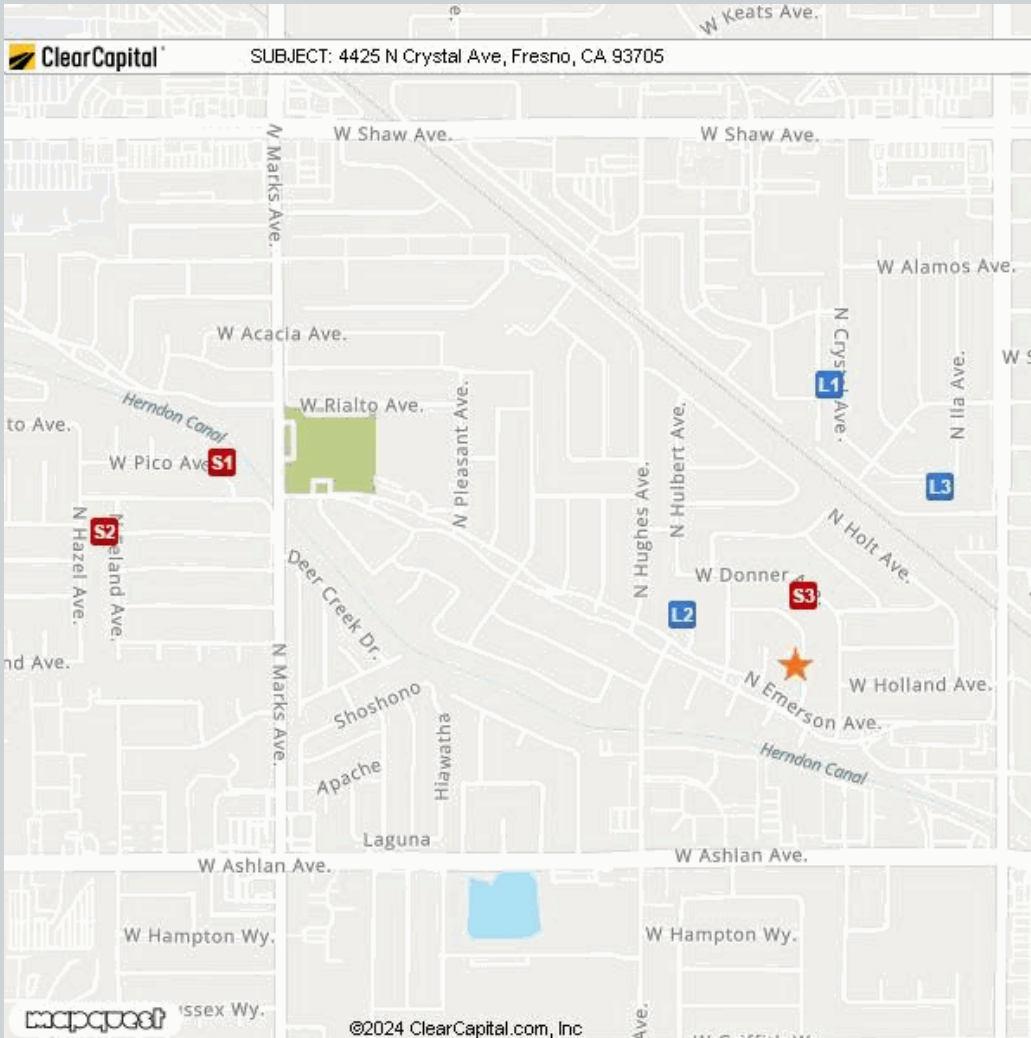 W Keats Ave.
ClearCapital
SUBJECT: 4425 N Crystal Ave, Fresno, CA 93705
W Shaw Ave.
W Shaw Ave.
N Marks Ave.
W Alamos Ave.
W Acacia Ave.
N Crystal Ave.
L1
N Ila Ave.
W S
W Rialto Ave.
N Pleasant Ave.
Herndon Canal
to Ave.
N Hulbert Ave.
W Pico Ave
S1
N Hughes Ave.
L3
S2
N Hazel Ave.
eland Ave.
N Holt Ave.
Deer Creek Dr.
W Donner
S3
L2
nd Ave.
N Marks Ave.
W Holland Ave.
N Emerson Ave.
Shoshono
Hiawatha
Herndon Canal
Apache
Laguna
W Ashlan Ave.
W Ashlan Ave.
W Hampton Wy.
W Hampton Wy.
ssex Wy.
mapquest
©2024 ClearCapital.com, Inc
Ave.